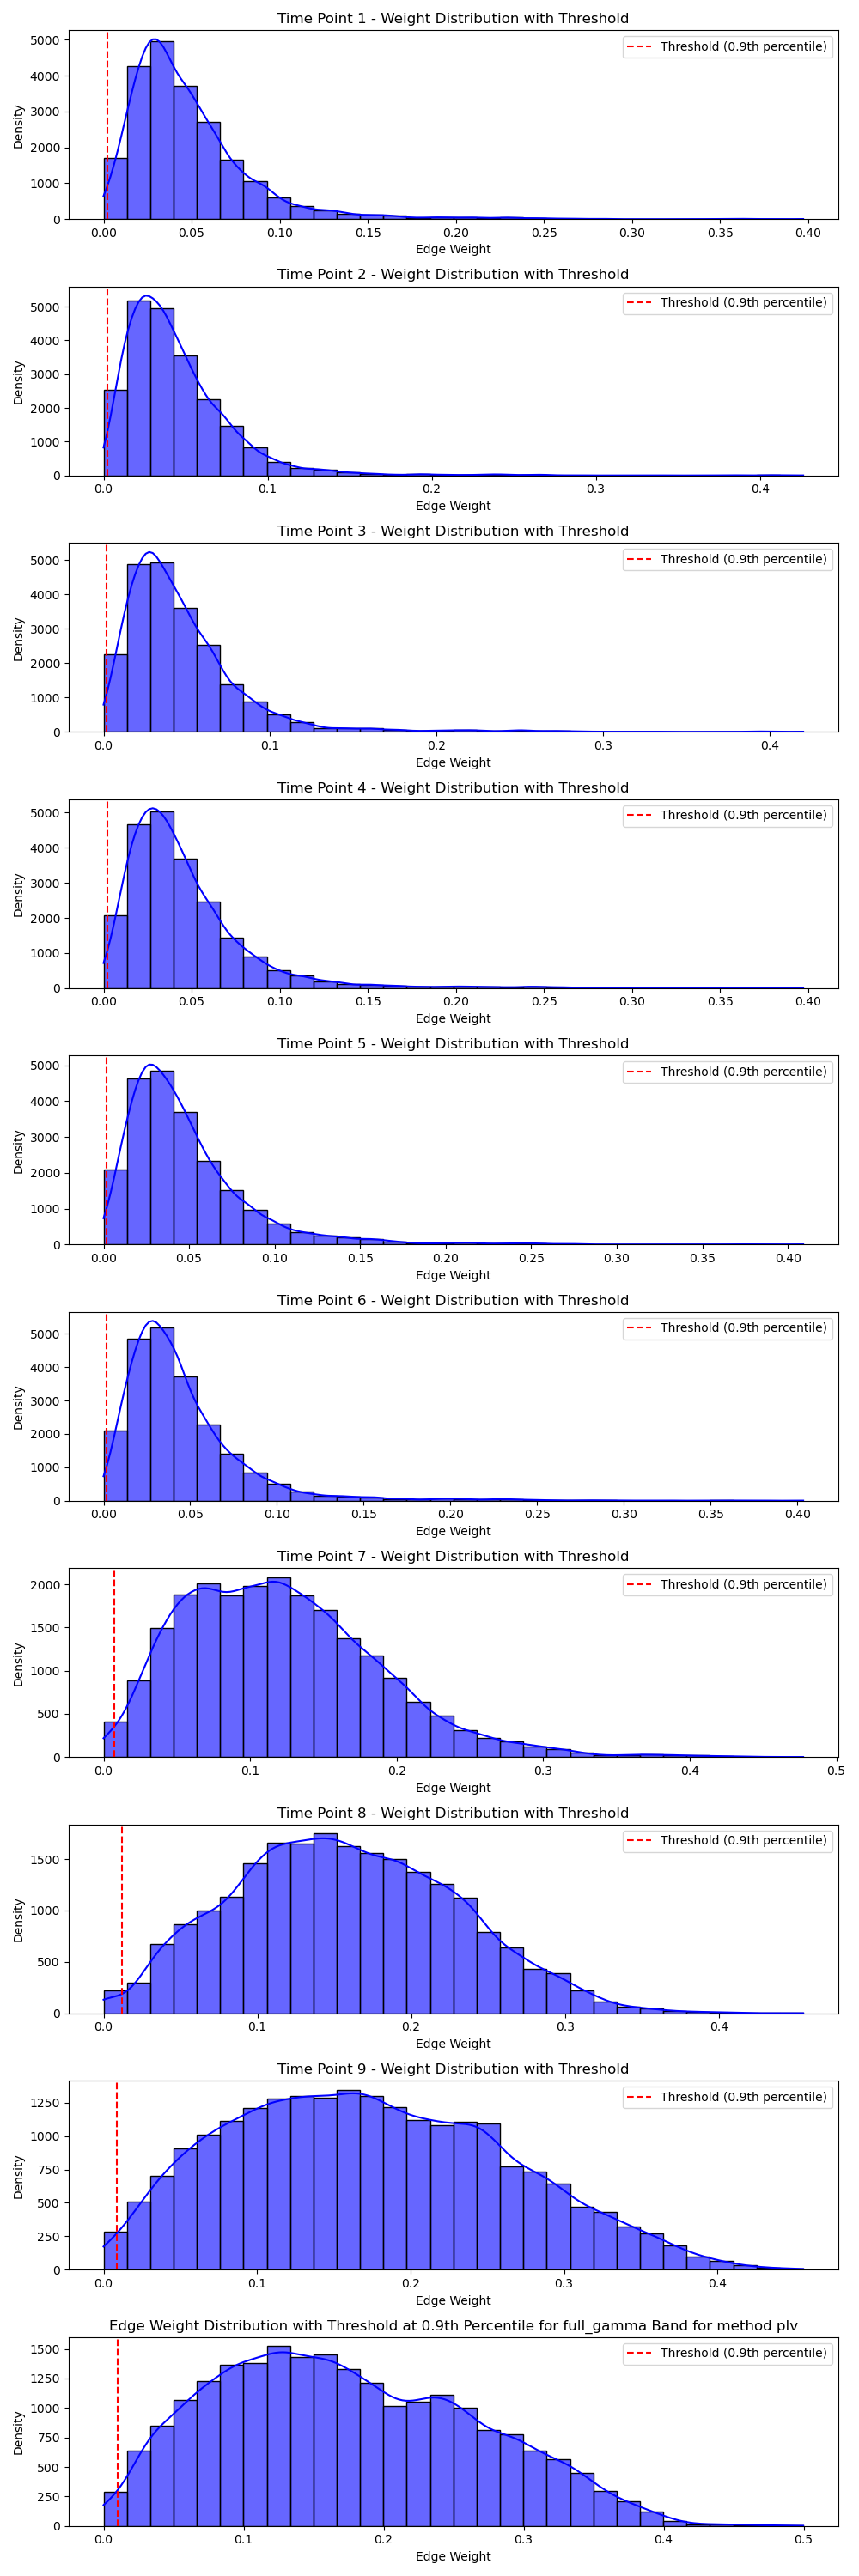 Time Point 1 - Weight Distribution with Threshold
5000
4000
3000
2000
1000
0
Density
Threshold (0.9th percentile)
0.00 0.05 0.10 0.15 0.20 0.25 0.30 0.35 0.40
Edge Weight
Time Point 2 - Weight Distribution with Threshold
5000
4000
3000
2000
1000
0
Density
Threshold (0.9th percentile)
0.0 0.1 0.2 0.3 0.4
Edge Weight
Time Point 3 - Weight Distribution with Threshold
5000
4000
3000
2000
1000
0
Density
Threshold (0.9th percentile)
0.0 0.1 0.2 0.3 0.4
Edge Weight
Time Point 4 - Weight Distribution with Threshold
5000
4000
3000
2000
1000
0
Density
Threshold (0.9th percentile)
0.00 0.05 0.10 0.15 0.20 0.25 0.30 0.35 0.40
Edge Weight
Time Point 5 - Weight Distribution with Threshold
5000
4000
3000
2000
1000
0
Density
Threshold (0.9th percentile)
0.00 0.05 0.10 0.15 0.20 0.25 0.30 0.35 0.40
Edge Weight
Time Point 6 - Weight Distribution with Threshold
5000
4000
3000
2000
1000
0
Density
Threshold (0.9th percentile)
0.00 0.05 0.10 0.15 0.20 0.25 0.30 0.35 0.40
Edge Weight
Time Point 7 - Weight Distribution with Threshold
2000
1500
1000
500
0
Density
Threshold (0.9th percentile)
0.0 0.1 0.2 0.3 0.4 0.5
Edge Weight
Time Point 8 - Weight Distribution with Threshold
1500
1000
500
0
Density
Threshold (0.9th percentile)
0.0 0.1 0.2 0.3 0.4
Edge Weight
Time Point 9 - Weight Distribution with Threshold
1250
1000
750
500
250
0
Density
Threshold (0.9th percentile)
0.0 0.1 0.2 0.3 0.4
Edge Weight
Edge Weight Distribution with Threshold at 0.9th Percentile for full_gamma Band for method plv
1500
1250
1000
750
500
250
0
Density
Threshold (0.9th percentile)
0.0 0.1 0.2 0.3 0.4 0.5
Edge Weight